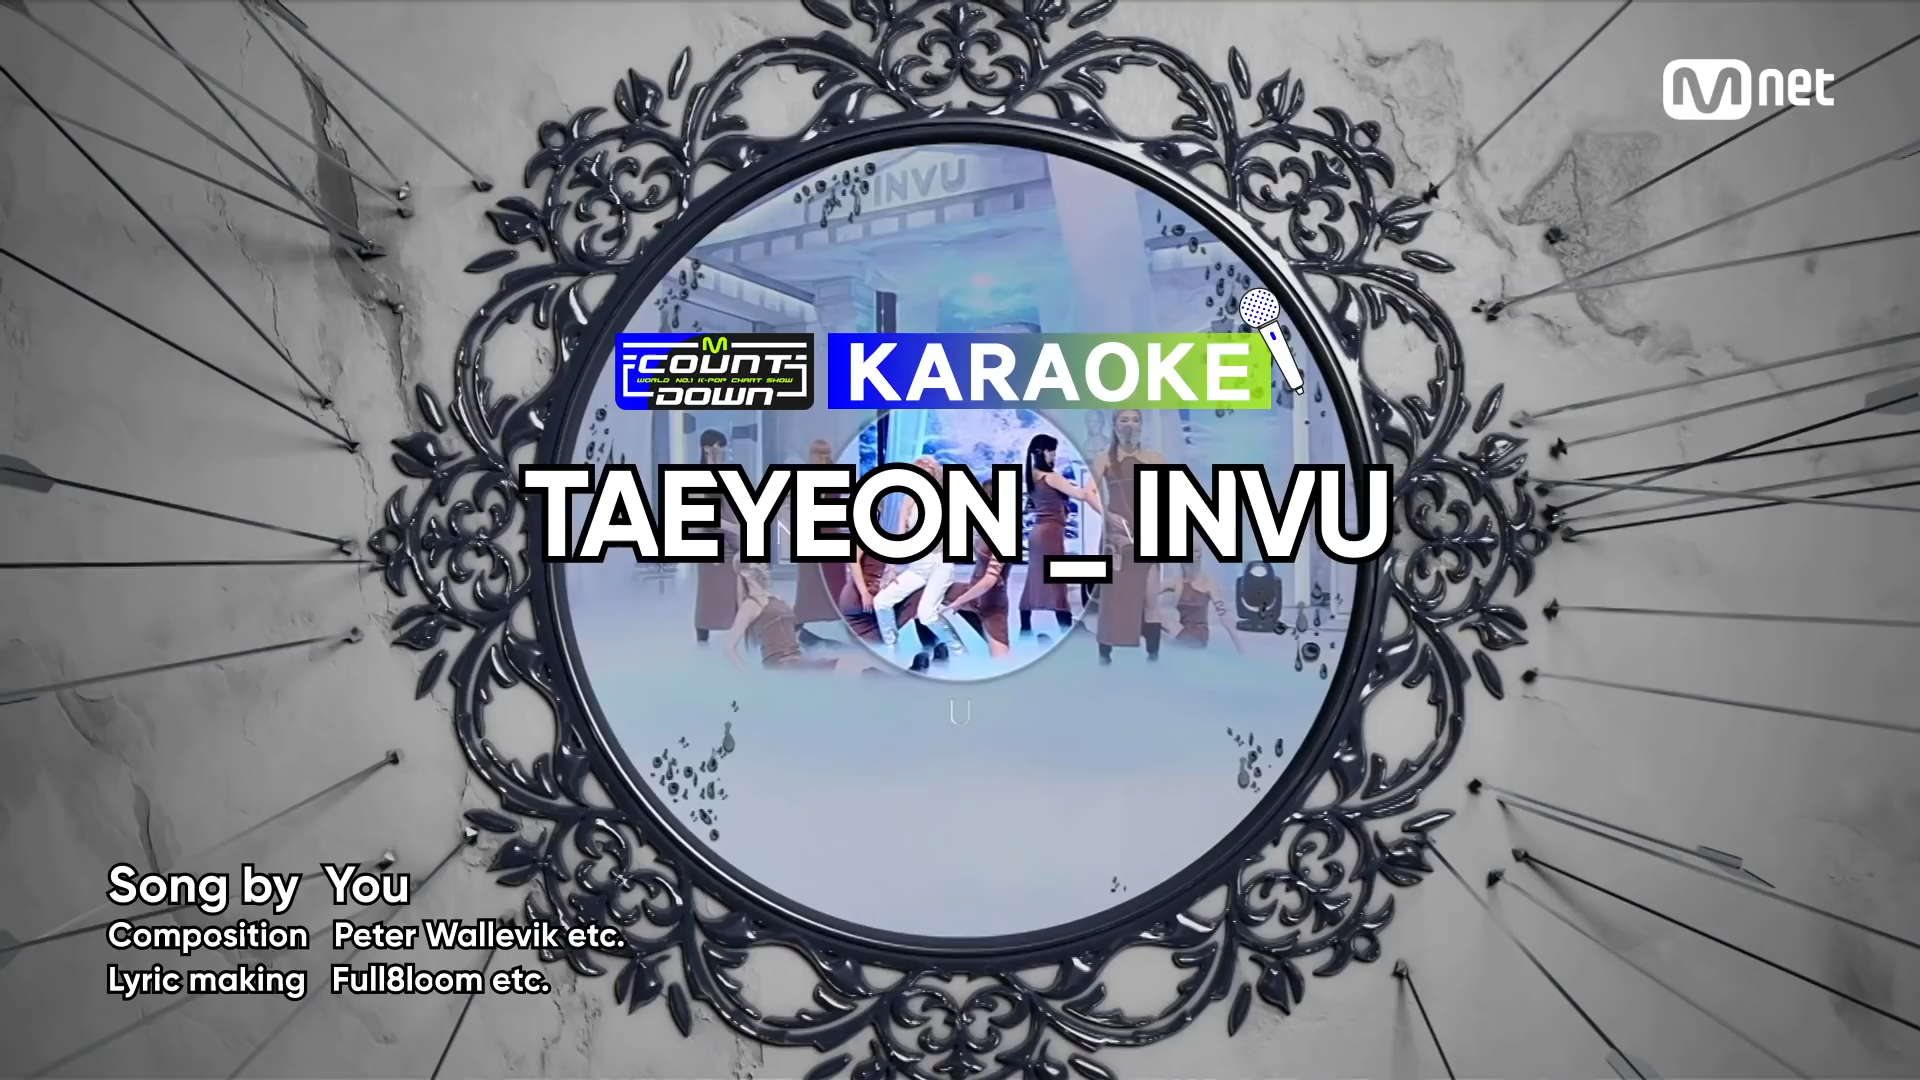 Mnet
INVU
M
COUNT
WORLD NO.1 K-POP CHART SHOW
DOWN
KARAOKE
TAEYEON _ INVU
U
Song by You
Composition Peter Wallevik etc.
Lyric making Full8loom etc.